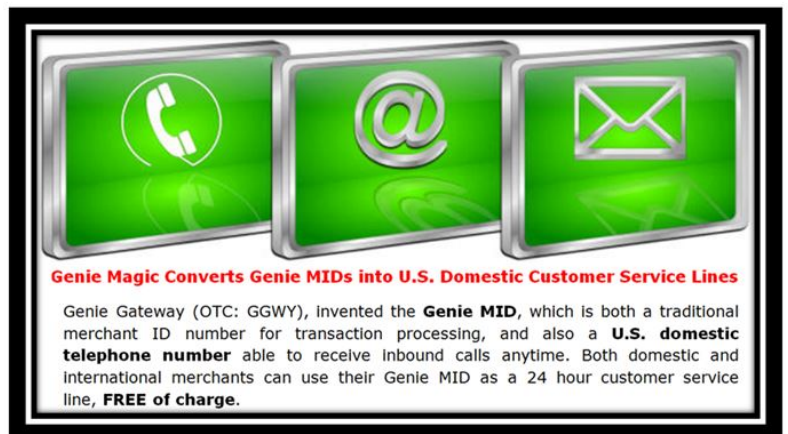 @
Genie Magic Converts Genie MIDs into U.S. Domestic Customer Service Lines
Genie Gateway (OTC: GGWY), invented the Genie MID, which is both a traditional
merchant ID number for transaction processing, and also a U.S. domestic
telephone number able to receive inbound calls anytime. Both domestic and
international merchants can use their Genie MID as a 24 hour customer service
line, FREE of charge.